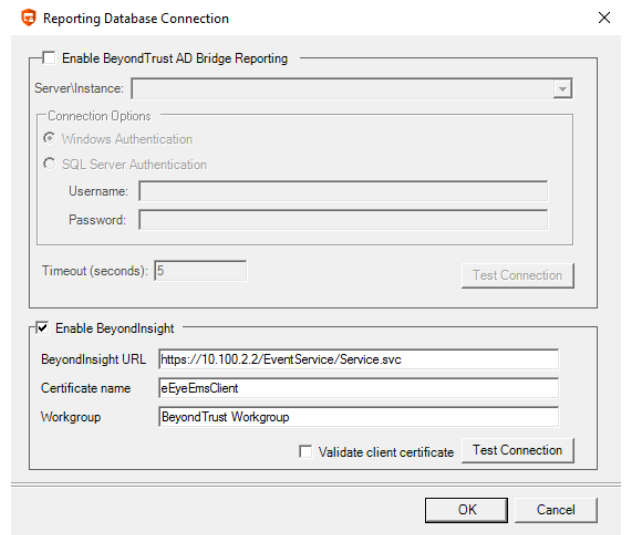 Reporting Database Connection
Enable BeyondTrust AD Bridge Reporting
Server\Instance:
Connection Options
Windows Authentication
SQL Server Authentication
Username:
Password:
Timeout (seconds): 5 Test Connection
Enable BeyondInsight
BeyondInsight URL https://10.100.2.2/EventService/Service.svc
Certificate name eEyeEmsClient
Workgroup BeyondTrust Workgroup
Validate client certificate Test Connection
OK Cancel